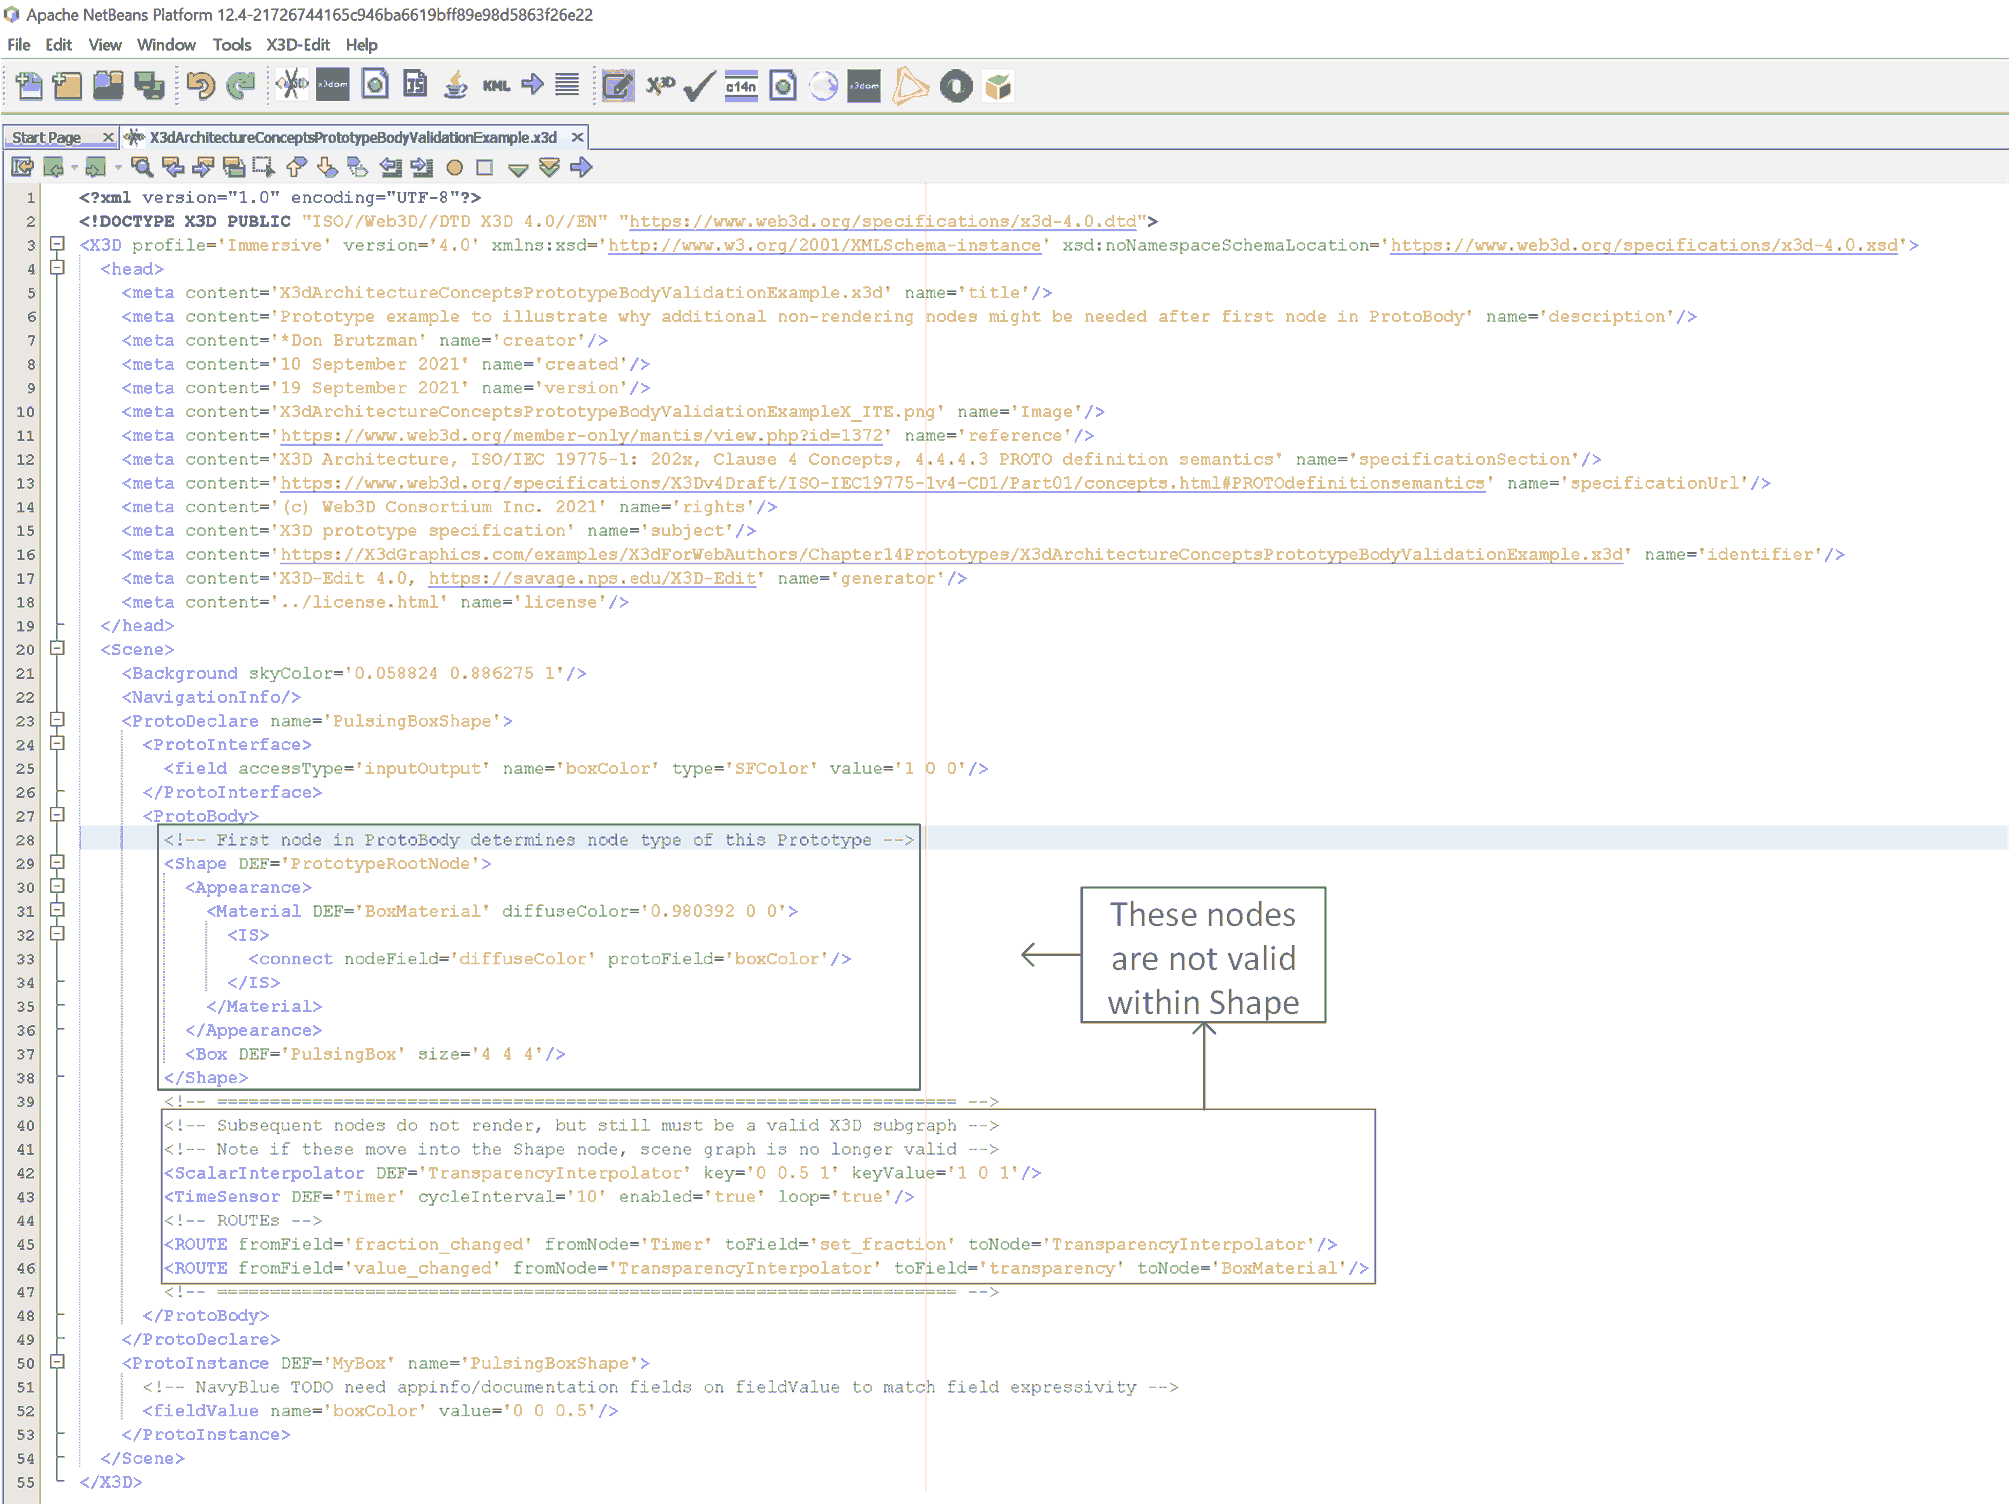 Apache NetBeans Platform 12.4-21726744165c946ba6619bff89e98d5863f26e22
File Edit View Window Tools X3D-Edit Help
X3D x3dom JS KML X3D c14n x3dom
Start Page X3dArchitectureConceptsPrototypeBodyValidationExample.x3d
1 <?xml version="1.0" encoding="UTF-8"?>
2 <!DOCTYPE X3D PUBLIC "ISO//Web3D//DTD X3D 4.0//EN" "https://www.web3d.org/specifications/x3d-4.0.dtd">
3 <X3D profile='Immersive' version='4.0' xmlns:xsd='http://www.w3.org/2001/XMLSchema-instance' xsd:noNamespaceSchemaLocation='https://www.web3d.org/specifications/x3d-4.0.xsd'>
4 <head>
5 <meta content='X3dArchitectureConceptsPrototypeBodyValidationExample.x3d' name='title'/>
6 <meta content='Prototype example to illustrate why additional non-rendering nodes might be needed after first node in ProtoBody' name='description'/>
7 <meta content='*Don Brutzman' name='creator'/>
8 <meta content='10 September 2021' name='created'/>
9 <meta content='19 September 2021' name='version'/>
10 <meta content='X3dArchitectureConceptsPrototypeBodyValidationExampleX_ITE.png' name='Image'/>
11 <meta content='https://www.web3d.org/member-only/mantis/view.php?id=1372' name='reference'/>
12 <meta content='X3D Architecture, ISO/IEC 19775-1: 202x, Clause 4 Concepts, 4.4.4.3 PROTO definition semantics' name='specificationSection'/>
13 <meta content='https://www.web3d.org/specifications/X3Dv4Draft/ISO-IEC19775-1v4-CD1/Part01/concepts.html#PROTOdefinitionsemantics' name='specificationUrl'/>
14 <meta content='(c) Web3D Consortium Inc. 2021' name='rights'/>
15 <meta content='X3D prototype specification' name='subject'/>
16 <meta content='https://X3dGraphics.com/examples/X3dForWebAuthors/Chapter14Prototypes/X3dArchitectureConceptsPrototypeBodyValidationExample.x3d' name='identifier'/>
17 <meta content='X3D-Edit 4.0, https://savage.nps.edu/X3D-Edit' name='generator'/>
18 <meta content='../license.html' name='license'/>
19 </head>
20 <Scene>
21 <Background skyColor='0.058824 0.886275 1'/>
22 <NavigationInfo/>
23 <ProtoDeclare name='PulsingBoxShape'>
24 <ProtoInterface>
25 <field accessType='inputOutput' name='boxColor' type='SFColor' value='1 0 0'/>
26 </ProtoInterface>
27 <ProtoBody>
28 <!-- First node in ProtoBody determines node type of this Prototype -->
29 <Shape DEF='PrototypeRootNode'>
30 <Appearance>
31 <Material DEF='BoxMaterial' diffuseColor='0.980392 0 0'>
32 <IS>
33 <connect nodeField='diffuseColor' protoField='boxColor'/>
34 </IS>
35 </Material>
36 </Appearance>
37 <Box DEF='PulsingBox' size='4 4 4'/>
38 </Shape>
These nodes
are not valid
within Shape
39 <!-- ====================================================================== -->
40 <!-- Subsequent nodes do not render, but still must be a valid X3D subgraph -->
41 <!-- Note if these move into the Shape node, scene graph is no longer valid -->
42 <ScalarInterpolator DEF='TransparencyInterpolator' key='0 0.5 1' keyValue='1 0 1'/>
43 <TimeSensor DEF='Timer' cycleInterval='10' enabled='true' loop='true'/>
44 <!-- ROUTEs -->
45 <ROUTE fromField='fraction_changed' fromNode='Timer' toField='set_fraction' toNode='TransparencyInterpolator'/>
46 <ROUTE fromField='value_changed' fromNode='TransparencyInterpolator' toField='transparency' toNode='BoxMaterial'/>
47 <!-- ====================================================================== -->
48 </ProtoBody>
49 </ProtoDeclare>
50 <ProtoInstance DEF='MyBox' name='PulsingBoxShape'>
51 <!-- NavyBlue TODO need appinfo/documentation fields on fieldValue to match field expressivity -->
52 <fieldValue name='boxColor' value='0 0 0.5'/>
53 </ProtoInstance>
54 </Scene>
55 </X3D>